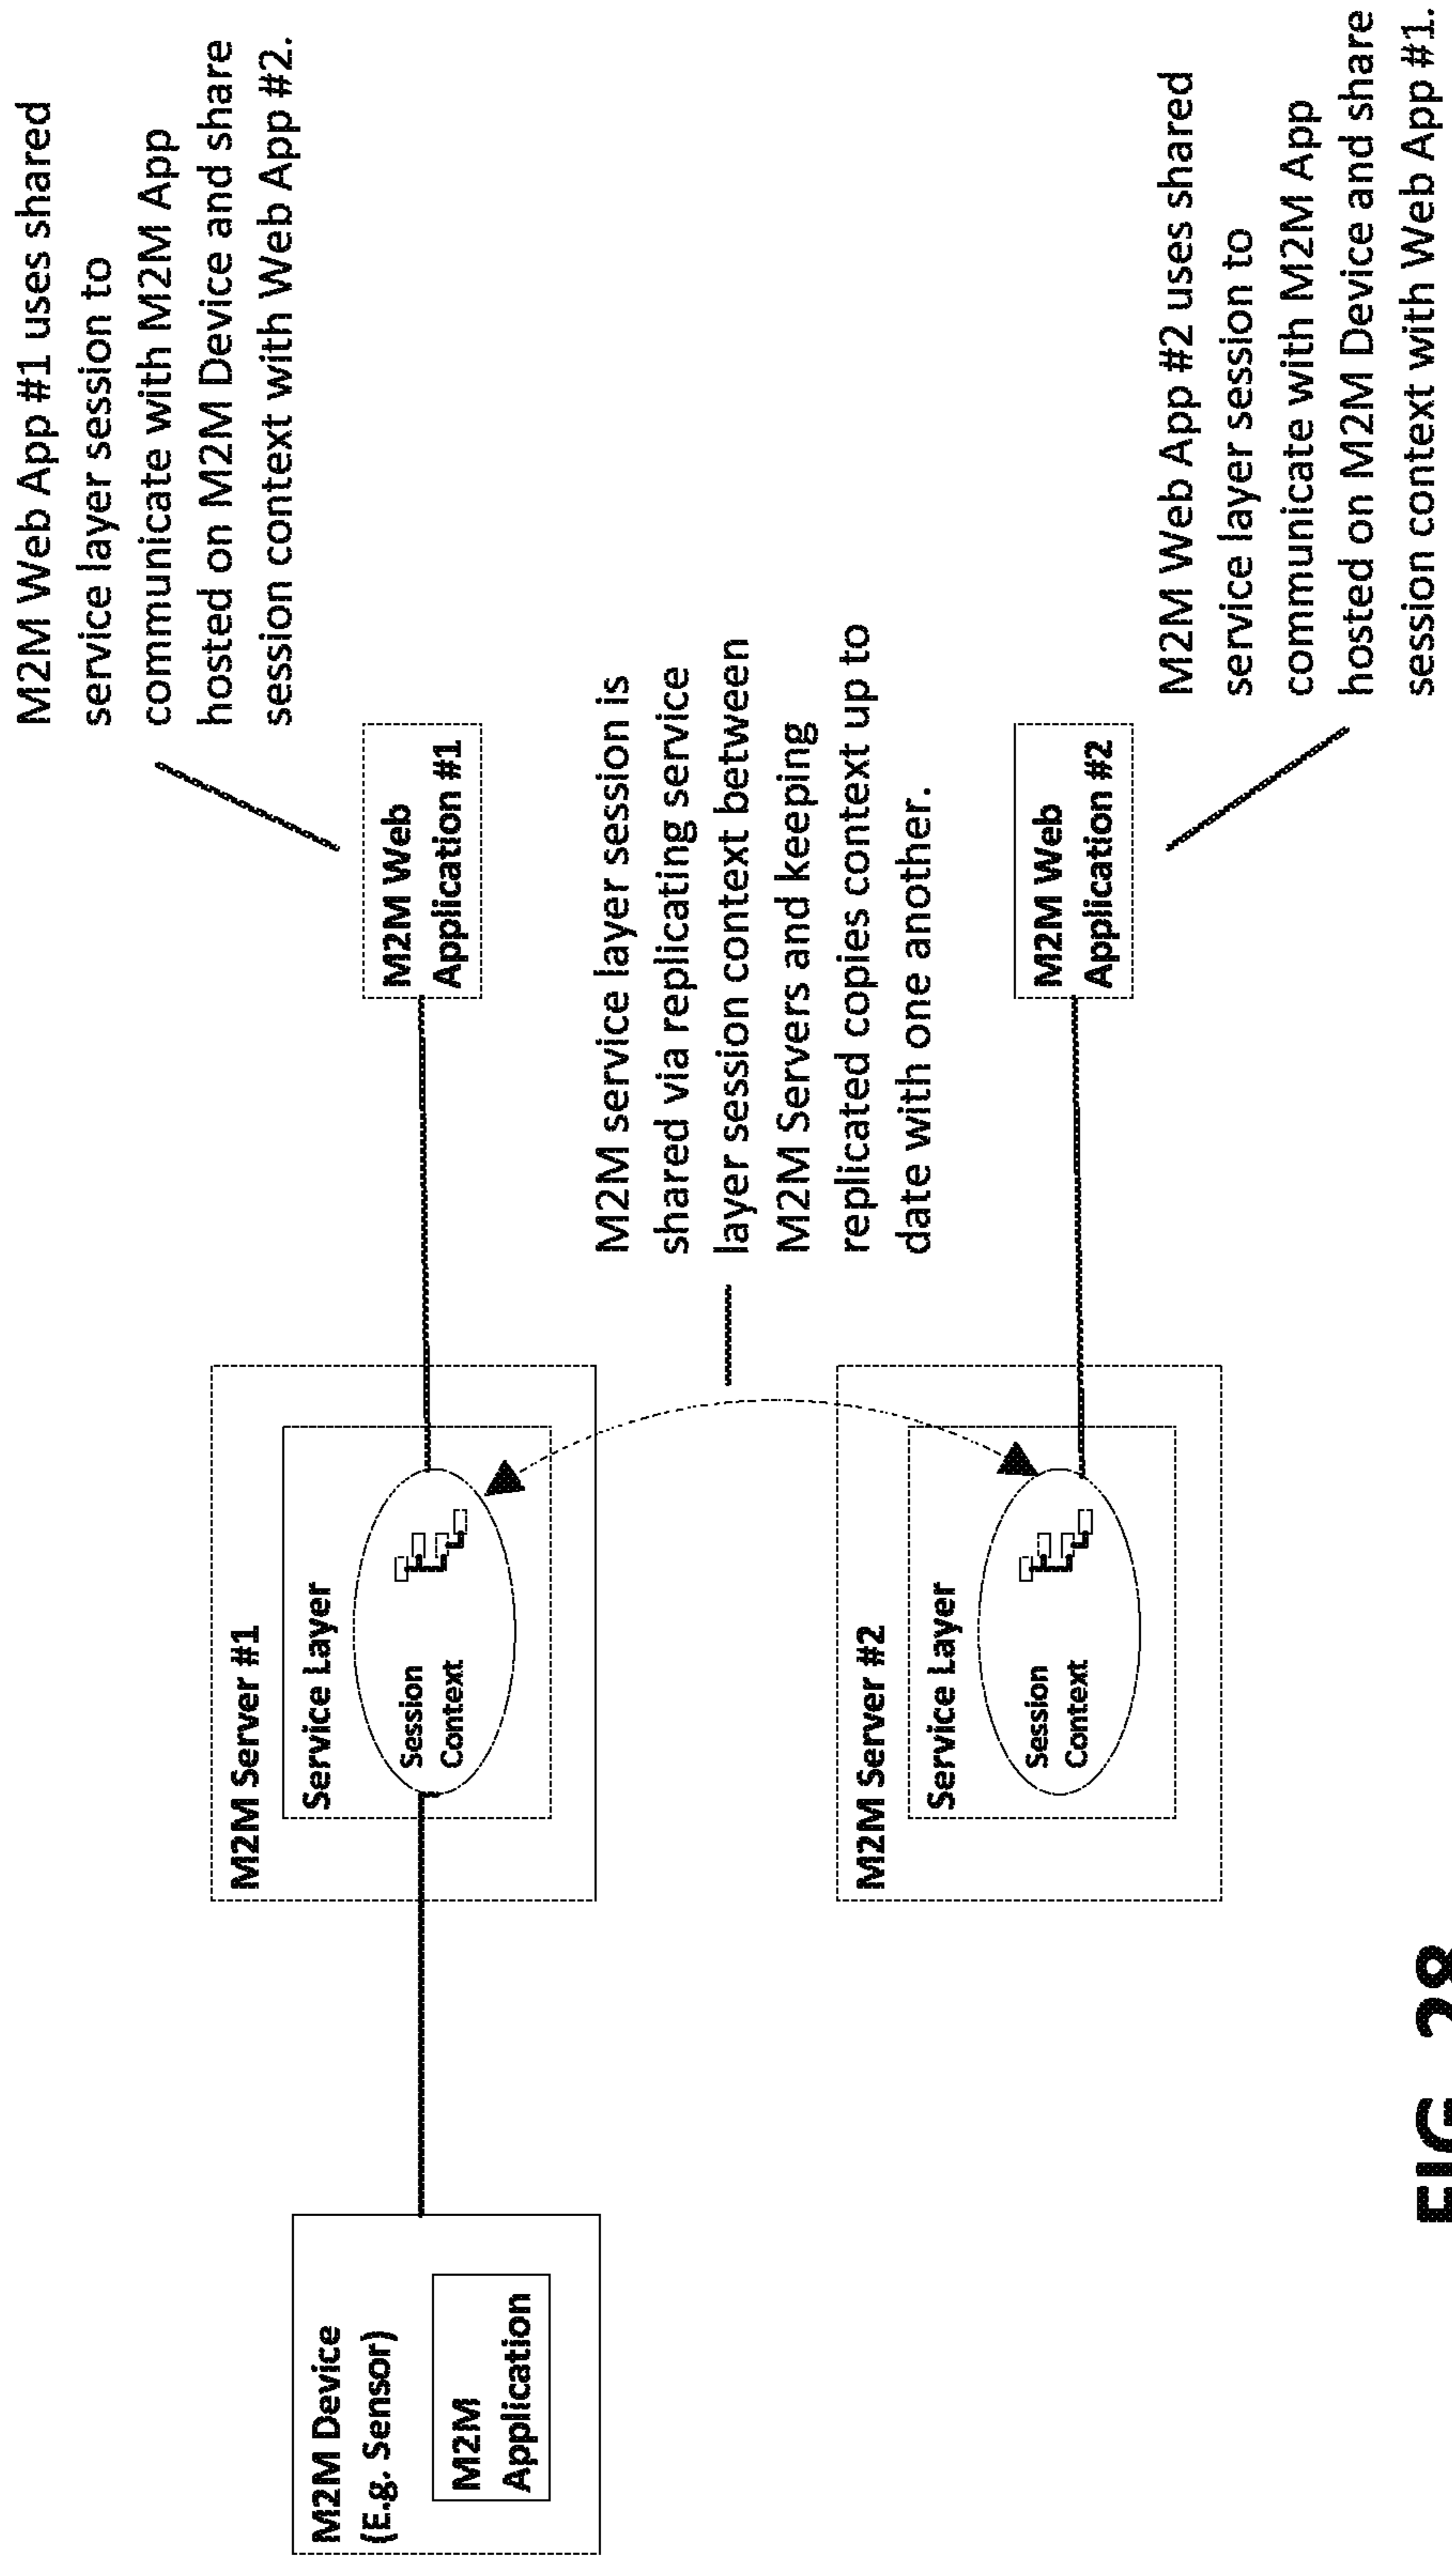 M2M Web App #1 uses shared
service layer session to
communicate with M2M App
hosted on M2M Device and share
session context with Web App #2.
M2M Device
(E.g. Sensor)
M2M
Application
M2M Server #1
Service Layer
Session
Context
M2M Web
Application #1
M2M service layer session is
shared via replicating service
layer session context between
M2M Servers and keeping
replicated copies context up to
date with one another.
M2M Server #2
Service Layer
Session
Context
M2M Web
Application #2
M2M Web App #2 uses shared
service layer session to
communicate with M2M App
hosted on M2M Device and share
session context with Web App #1.
FIG. 28